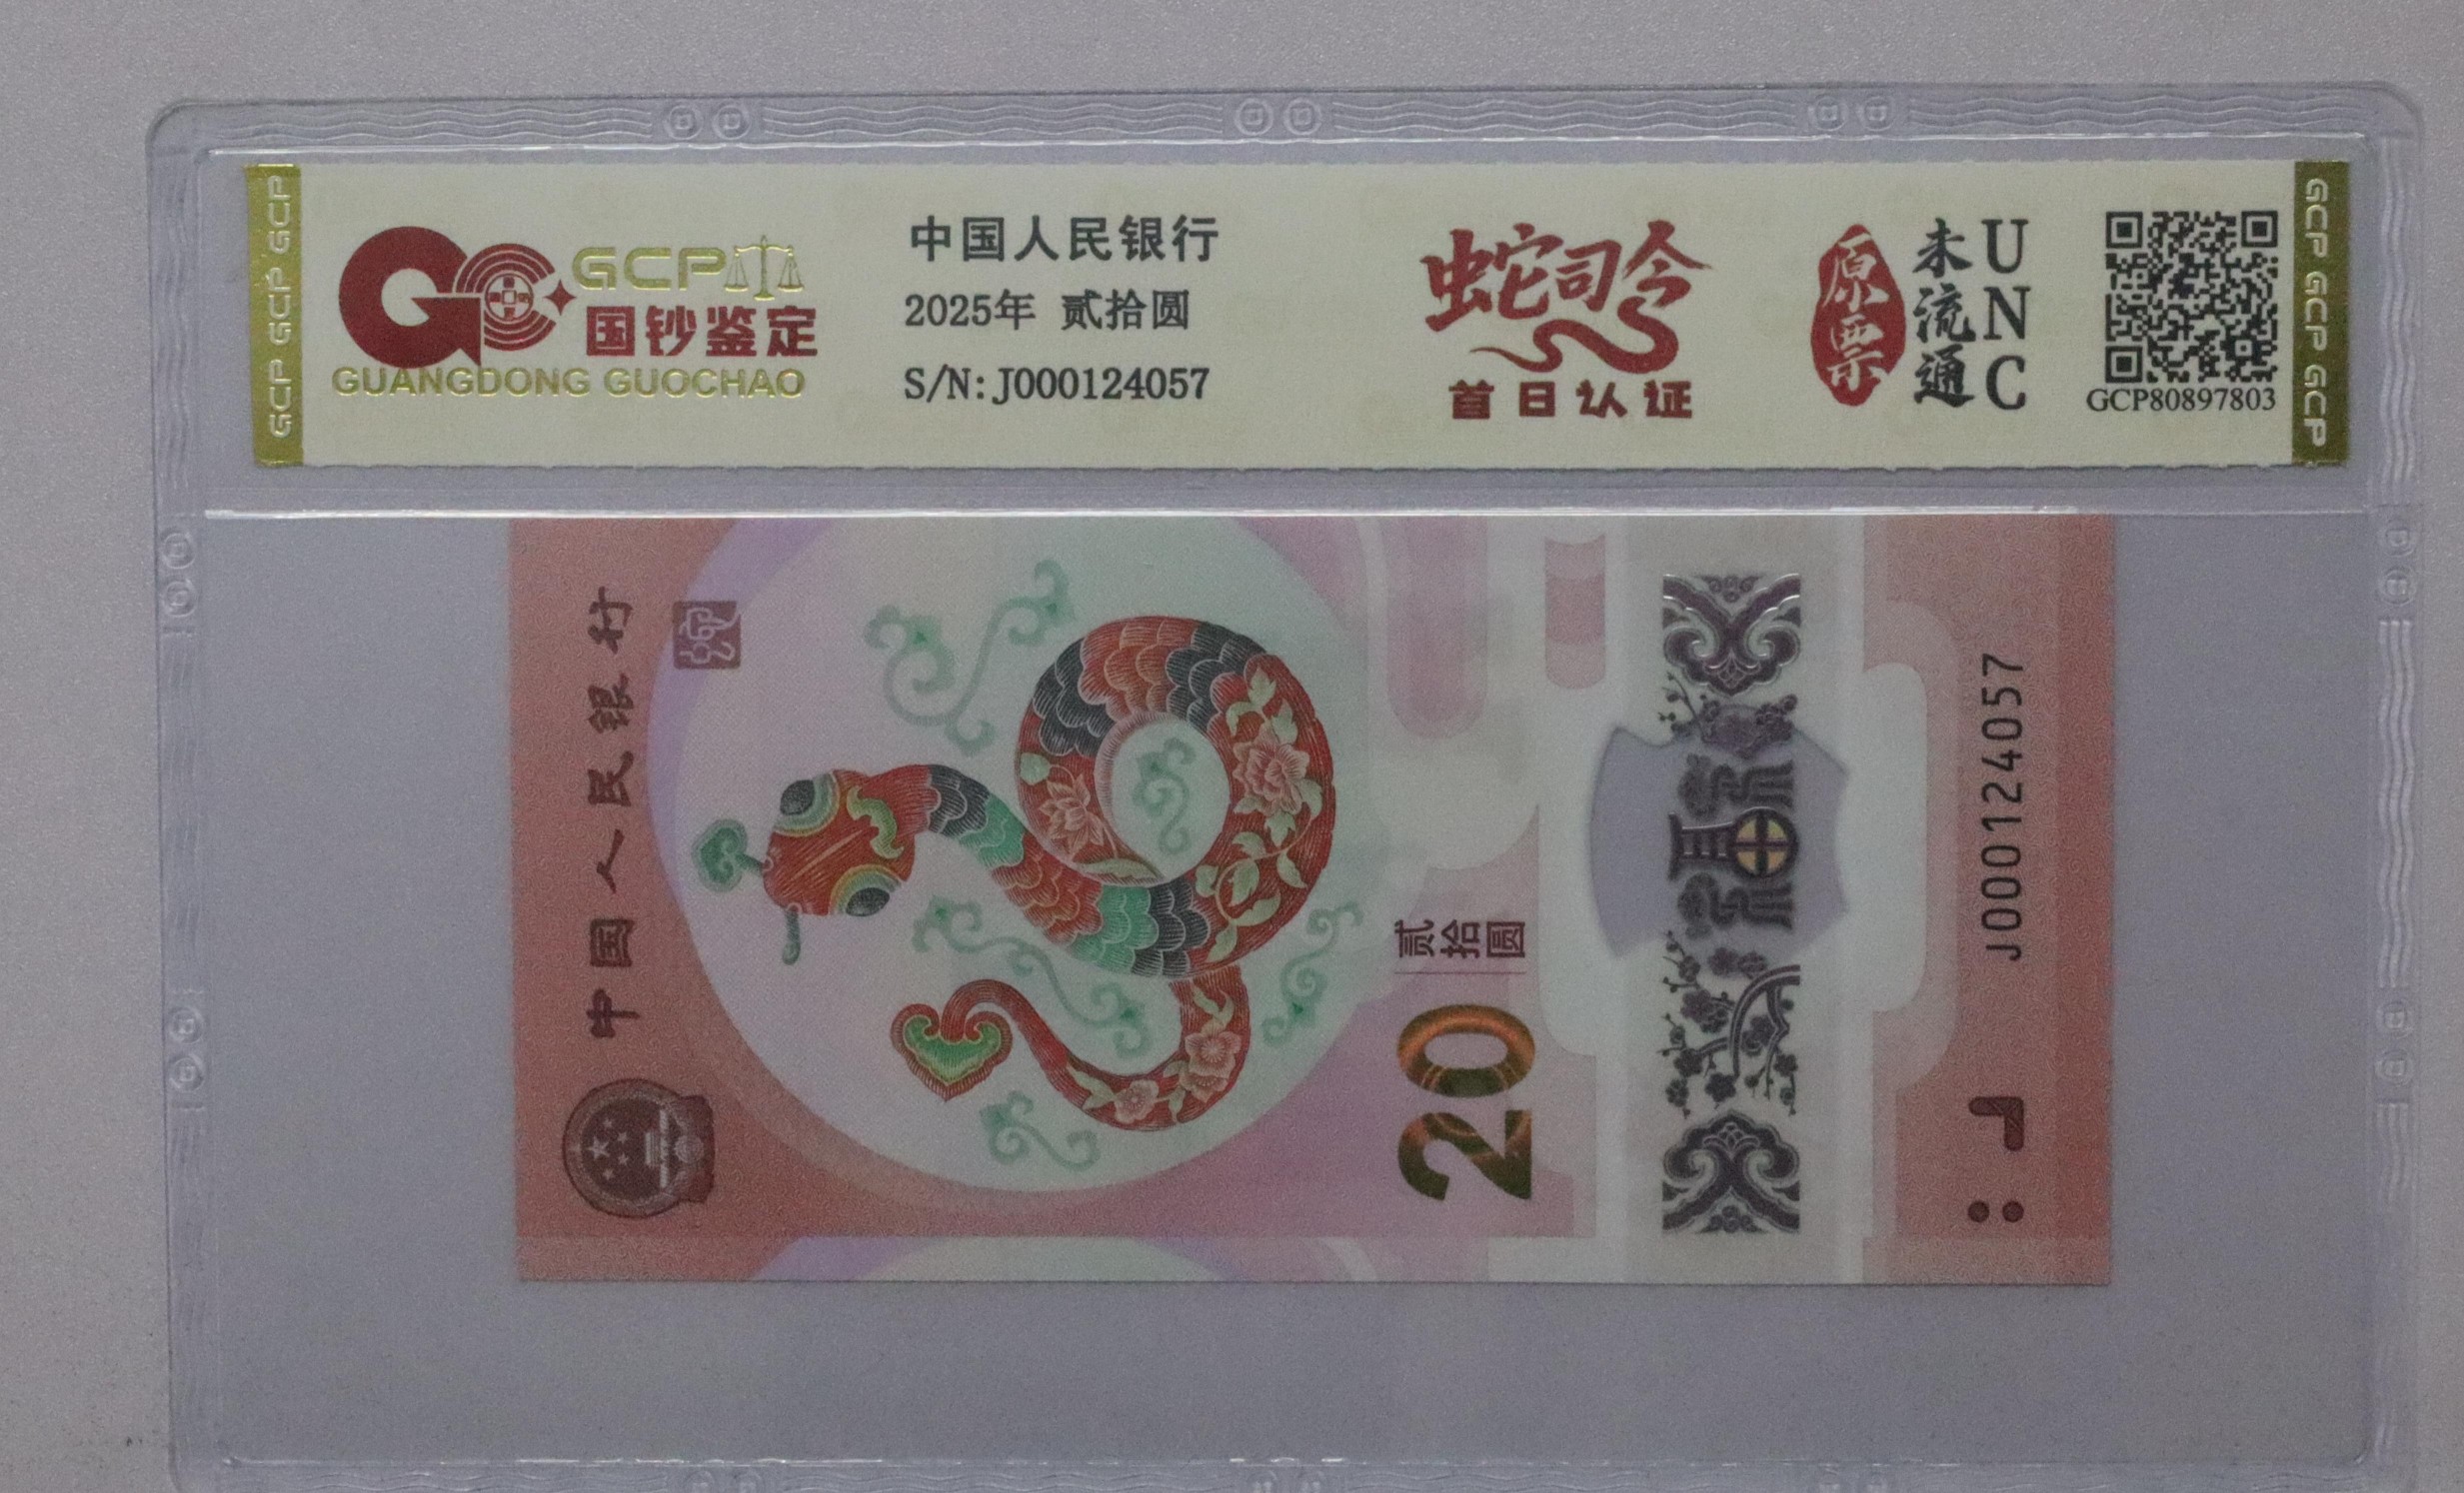 GCP GCP GCP
GCP
国钞鉴定
GUANGDONG GUOCHAO
中国人民银行
2025年 贰拾圆
S/N: J000124057
蛇司令
首日认证
原票
未流通
UNC
GCP80897803
GCP GCP GCP
中国人民银行
20
贰拾圆
福
J000124057